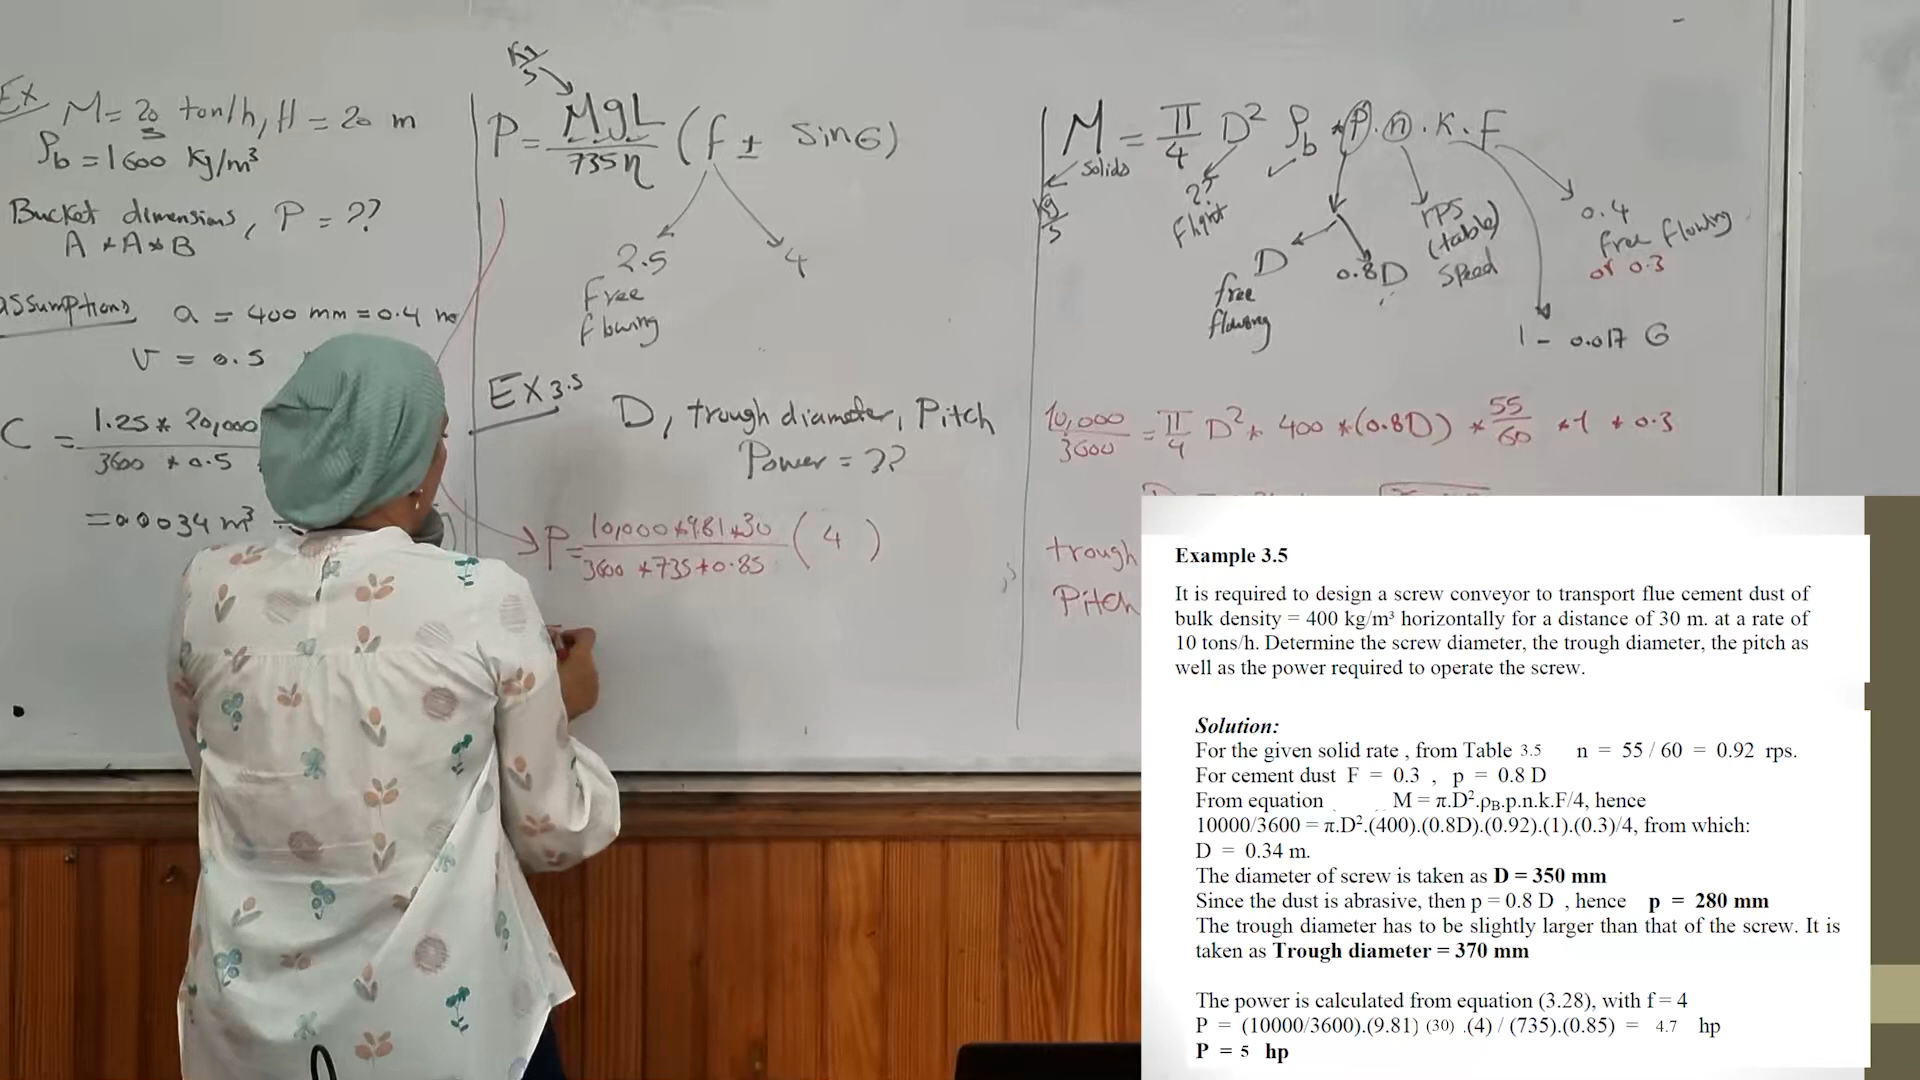 Ex M = 20 ton/h, H = 20 m
ρb = 1600 Kg/m³
Bucket dimensions, P = ??
A * A * B
assumptions a = 400 mm = 0.4 m
V = 0.5
C = 1.25 * 20,000
3600 * 0.5
= 0.0034 m³
Kg/s
P = MgL / 735η (f ± Sin θ)
2.5
free
flowing
4
EX 3.5
D, trough diameter, Pitch
Power = ??
P = 10,000 * 9.81 * 30 / 3600 * 735 * 0.85 ( 4 )
M = π/4 D² ρb * P . n . K . F
solids
kg/s
??
Flight
D
free
flowing
0.8D
rps
(table)
speed
0.4
free flowing
or 0.3
1 - 0.017 θ
10,000 / 3600 = π/4 D² * 400 * (0.8D) * 55/60 * 1 * 0.3
trough
Pitch
Example 3.5
It is required to design a screw conveyor to transport flue cement dust of
bulk density = 400 kg/m³ horizontally for a distance of 30 m. at a rate of
10 tons/h. Determine the screw diameter, the trough diameter, the pitch as
well as the power required to operate the screw.
Solution:
For the given solid rate , from Table 3.5 n = 55 / 60 = 0.92 rps.
For cement dust F = 0.3 , p = 0.8 D
From equation M = π.D².ρB.p.n.k.F/4, hence
10000/3600 = π.D².(400).(0.8D).(0.92).(1).(0.3)/4, from which:
D = 0.34 m.
The diameter of screw is taken as D = 350 mm
Since the dust is abrasive, then p = 0.8 D , hence p = 280 mm
The trough diameter has to be slightly larger than that of the screw. It is
taken as Trough diameter = 370 mm
The power is calculated from equation (3.28), with f = 4
P = (10000/3600).(9.81) (30) .(4) / (735).(0.85) = 4.7 hp
P = 5 hp